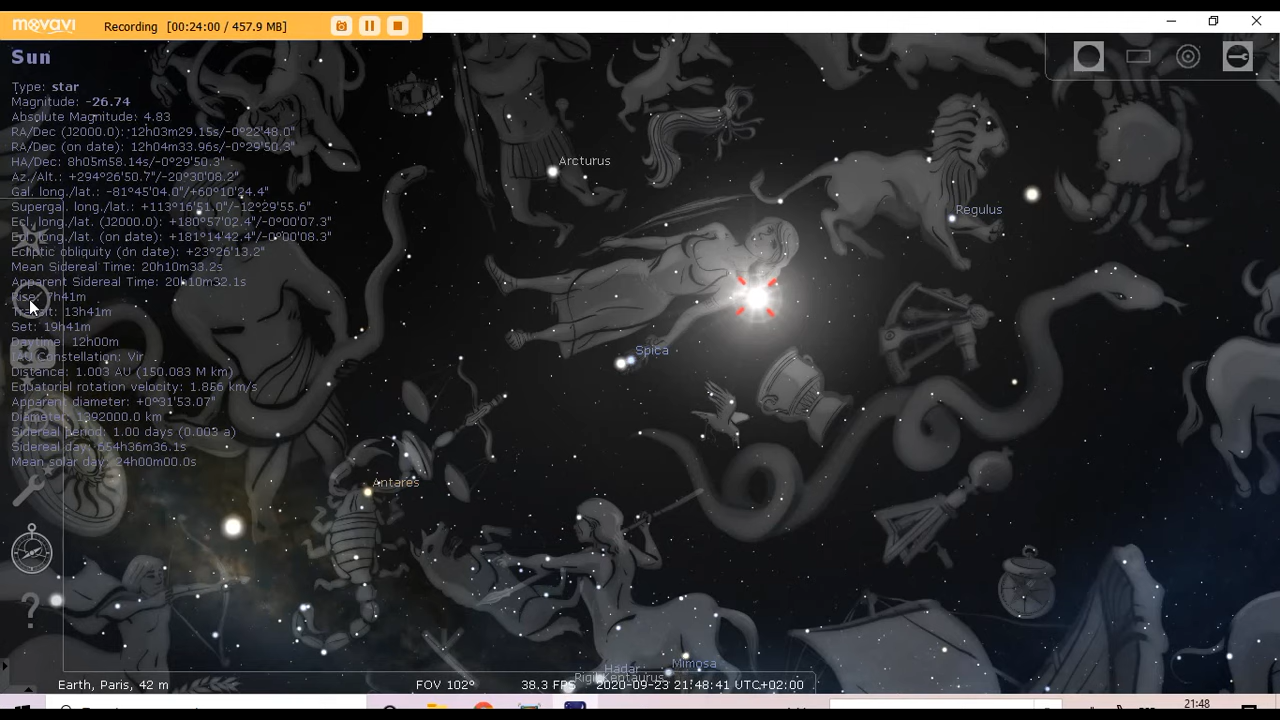 movavi Recording [00:24:00 / 457.9 MB]
Sun
Type: star
Magnitude: -26.74
Absolute Magnitude: 4.83
RA/Dec (J2000.0): 12h03m29.15s/-0°22'48.0"
RA/Dec (on date): 12h04m33.96s/-0°29'50.3"
HA/Dec: 8h05m58.14s/-0°29'50.3"
Az./Alt.: +294°26'50.7"/-20°30'08.2"
Gal. long./lat.: -81°45'04.0"/+60°10'24.4"
Supergal. long./lat.: +113°16'51.0"/-12°29'55.6"
Ecl. long./lat. (J2000.0): +180°57'02.4"/-0°00'07.3"
Ecl. long./lat. (on date): +181°14'42.4"/-0°00'08.3"
Ecliptic obliquity (on date): +23°26'13.2"
Mean Sidereal Time: 20h10m33.2s
Apparent Sidereal Time: 20h10m32.1s
Rise: 7h41m
Transit: 13h41m
Set: 19h41m
Daytime: 12h00m
IAU Constellation: Vir
Distance: 1.003 AU (150.083 M km)
Equatorial rotation velocity: 1.856 km/s
Apparent diameter: +0°31'53.07"
Diameter: 1392000.0 km
Sidereal period: 1.00 days (0.003 a)
Sidereal day: 654h36m36.1s
Mean solar day: 24h00m00.0s
Arcturus
Regulus
Spica
Antares
Hadar
Mimosa
Rigil Kentaurus
Earth, Paris, 42 m FOV 102° 38.3 FPS 2020-09-23 21:48:41 UTC+02:00
21:48